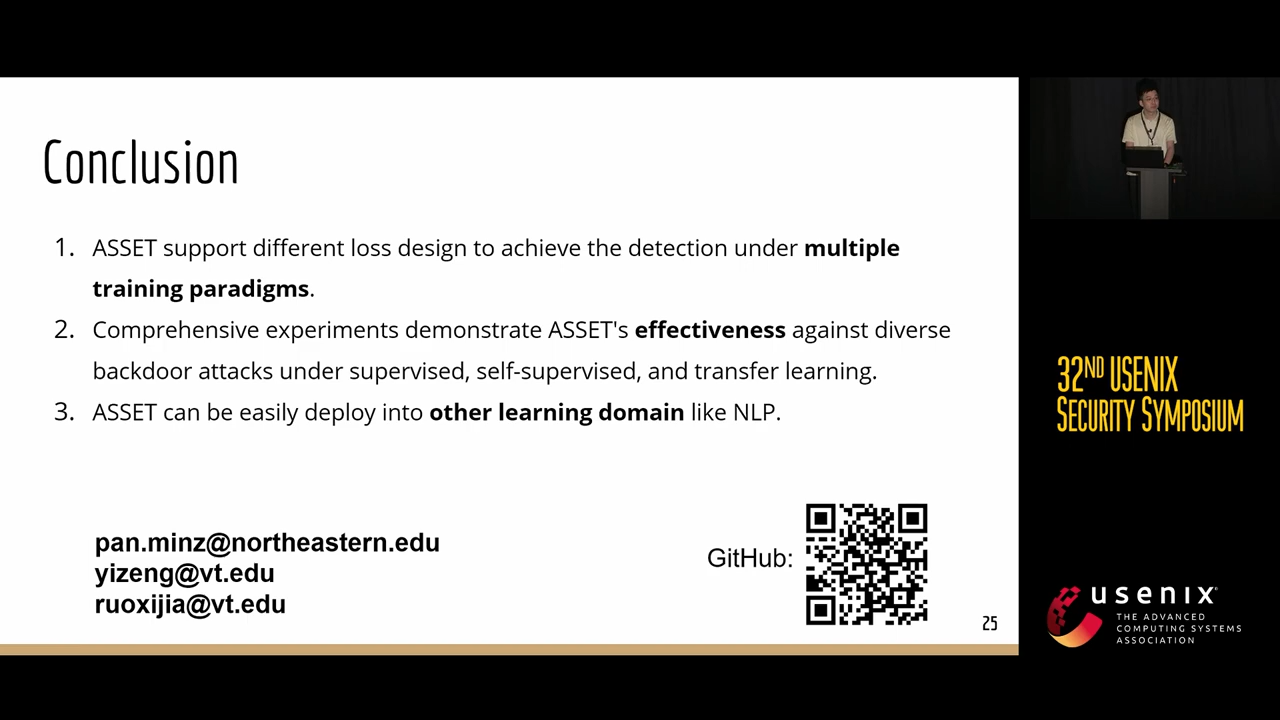 Conclusion
1. ASSET support different loss design to achieve the detection under multiple
training paradigms.
2. Comprehensive experiments demonstrate ASSET's effectiveness against diverse
backdoor attacks under supervised, self-supervised, and transfer learning.
3. ASSET can be easily deploy into other learning domain like NLP.
pan.minz@northeastern.edu
yizeng@vt.edu
ruoxijia@vt.edu
GitHub:
25
32ND USENIX
SECURITY SYMPOSIUM
usenix
THE ADVANCED
COMPUTING SYSTEMS
ASSOCIATION